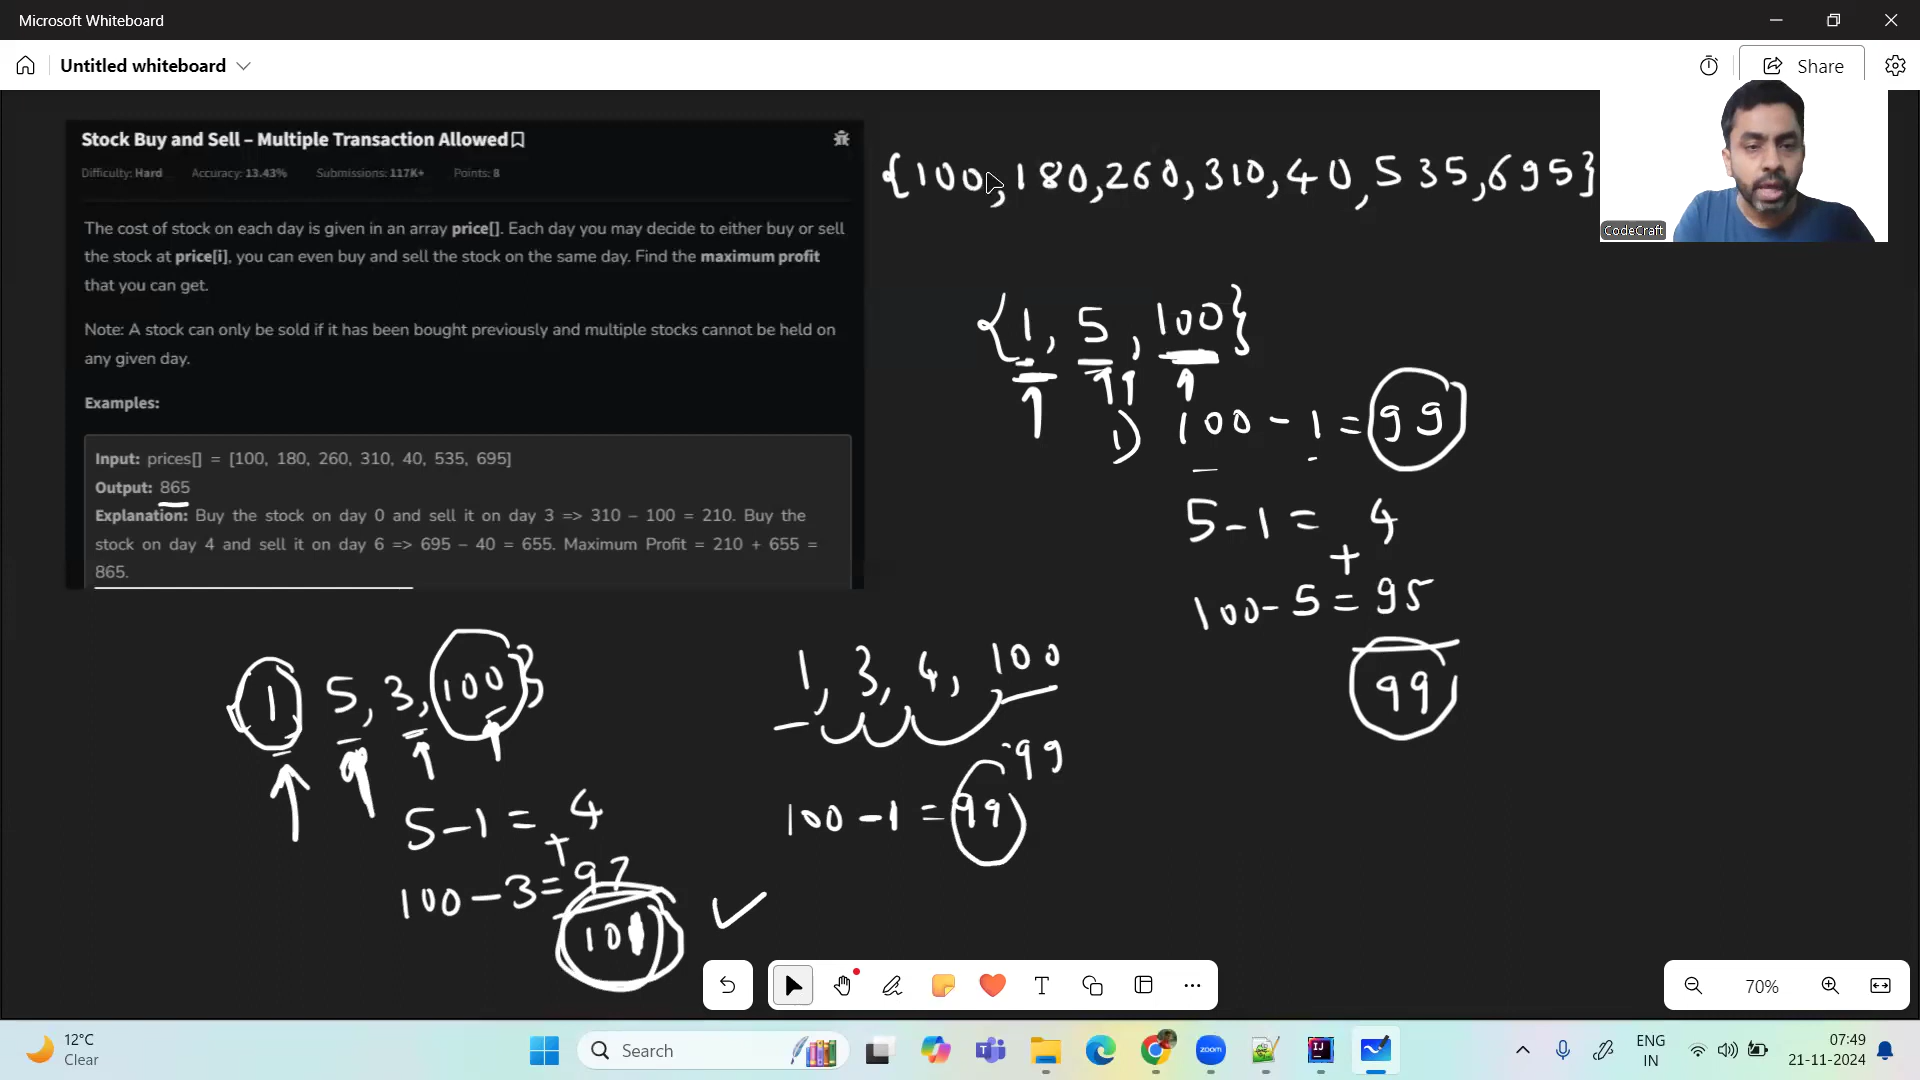 Microsoft Whiteboard
Untitled whiteboard
Share
Stock Buy and Sell – Multiple Transaction Allowed
Difficulty: Hard Accuracy: 13.43% Submissions: 117K+ Points: 8
The cost of stock on each day is given in an array price[]. Each day you may decide to either buy or sell
the stock at price[i], you can even buy and sell the stock on the same day. Find the maximum profit
that you can get.
Note: A stock can only be sold if it has been bought previously and multiple stocks cannot be held on
any given day.
Examples:
Input: prices[] = [100, 180, 260, 310, 40, 535, 695]
Output: 865
Explanation: Buy the stock on day 0 and sell it on day 3 => 310 – 100 = 210. Buy the
stock on day 4 and sell it on day 6 => 695 – 40 = 655. Maximum Profit = 210 + 655 =
865.
{100,180,260,310,40,535,695}
CodeCraft
{1, 5, 100}
1) 100 - 1 = 99
5 - 1 = 4
+
100 - 5 = 95
99
{1 5, 3, 100}
5 - 1 = 4
+
100 - 3 = 97
101
1, 3, 4, 100
99
100 - 1 = 99
70%
12°C
Clear
Search
zoom
IJ
ENG
IN
07:49
21-11-2024